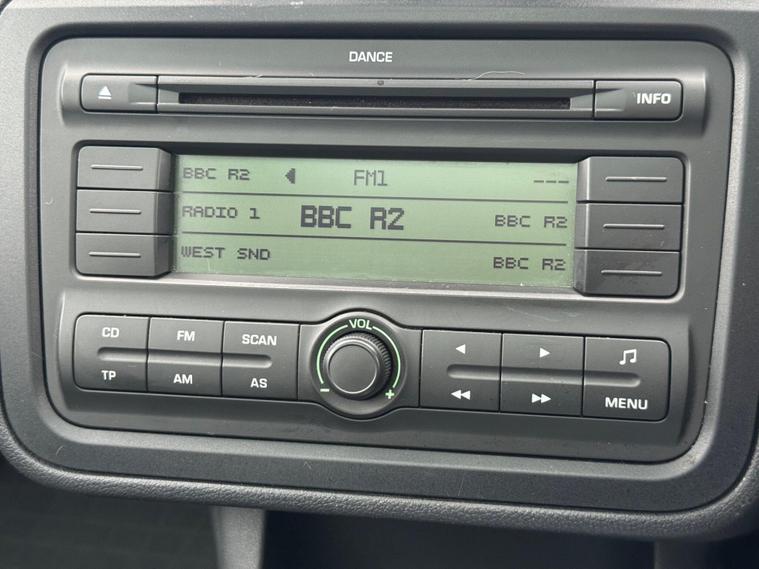 DANCE
INFO
BBC R2 FM1 ---
RADIO 1 BBC R2 BBC R2
WEST SND BBC R2
CD FM SCAN VOL
TP AM AS - + MENU